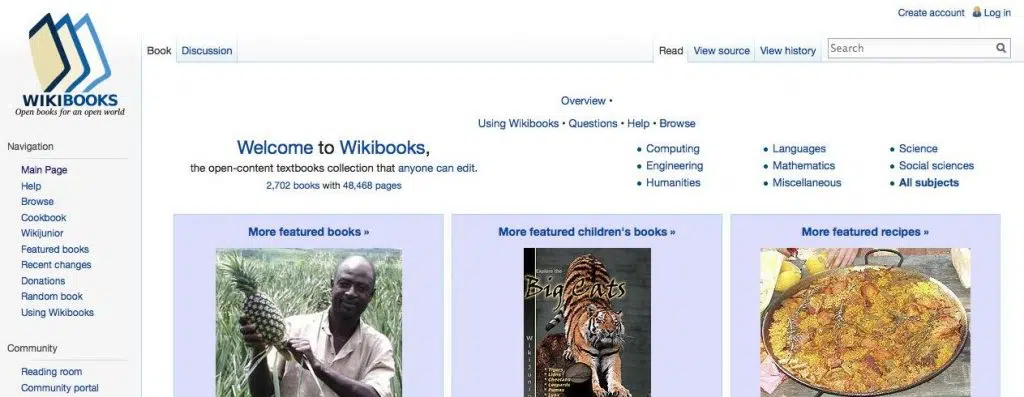 Create account Log in
Book Discussion Read View source View history Search
WIKIBOOKS
Open books for an open world
Overview •
Using Wikibooks • Questions • Help • Browse
Welcome to Wikibooks,
the open-content textbooks collection that anyone can edit.
2,702 books with 48,468 pages
• Computing • Languages • Science
• Engineering • Mathematics • Social sciences
• Humanities • Miscellaneous • All subjects
Navigation
Main Page
Help
Browse
Cookbook
Wikijunior
Featured books
Recent changes
Donations
Random book
Using Wikibooks
Community
Reading room
Community portal
More featured books »
More featured children's books »
Explore the
Big Cats
WikiJunior
• Tigers
• Lions
• Cheetahs
• Leopards
• Pumas
More featured recipes »